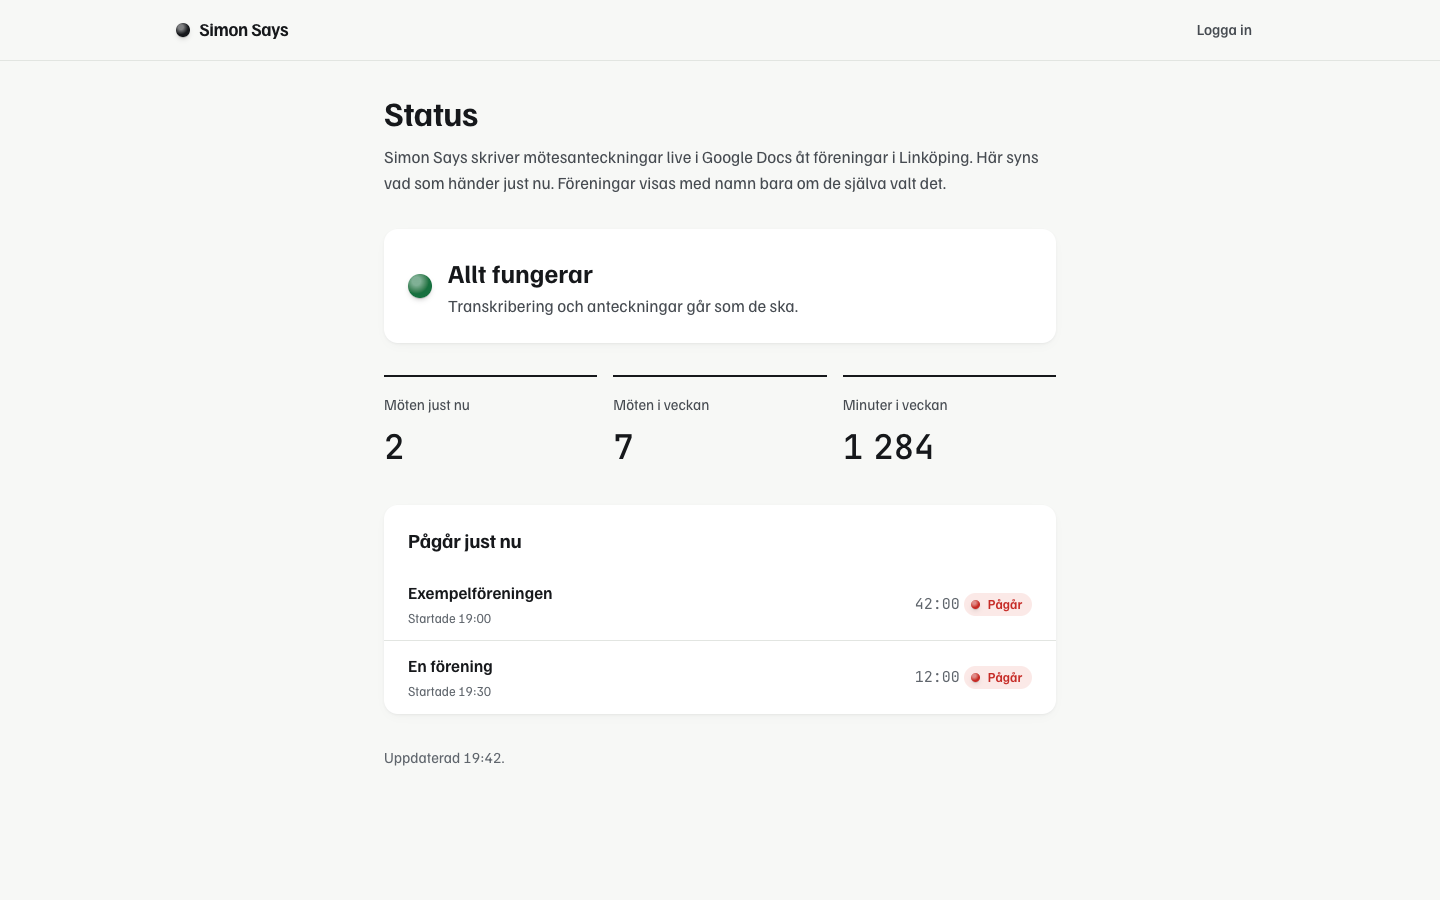 Simon Says
Logga in
Status
Simon Says skriver mötesanteckningar live i Google Docs åt föreningar i Linköping. Här syns
vad som händer just nu. Föreningar visas med namn bara om de själva valt det.
Allt fungerar
Transkribering och anteckningar går som de ska.
Möten just nu
2
Möten i veckan
7
Minuter i veckan
1 284
Pågår just nu
Exempelföreningen
Startade 19:00
42:00 Pågår
En förening
Startade 19:30
12:00 Pågår
Uppdaterad 19:42.